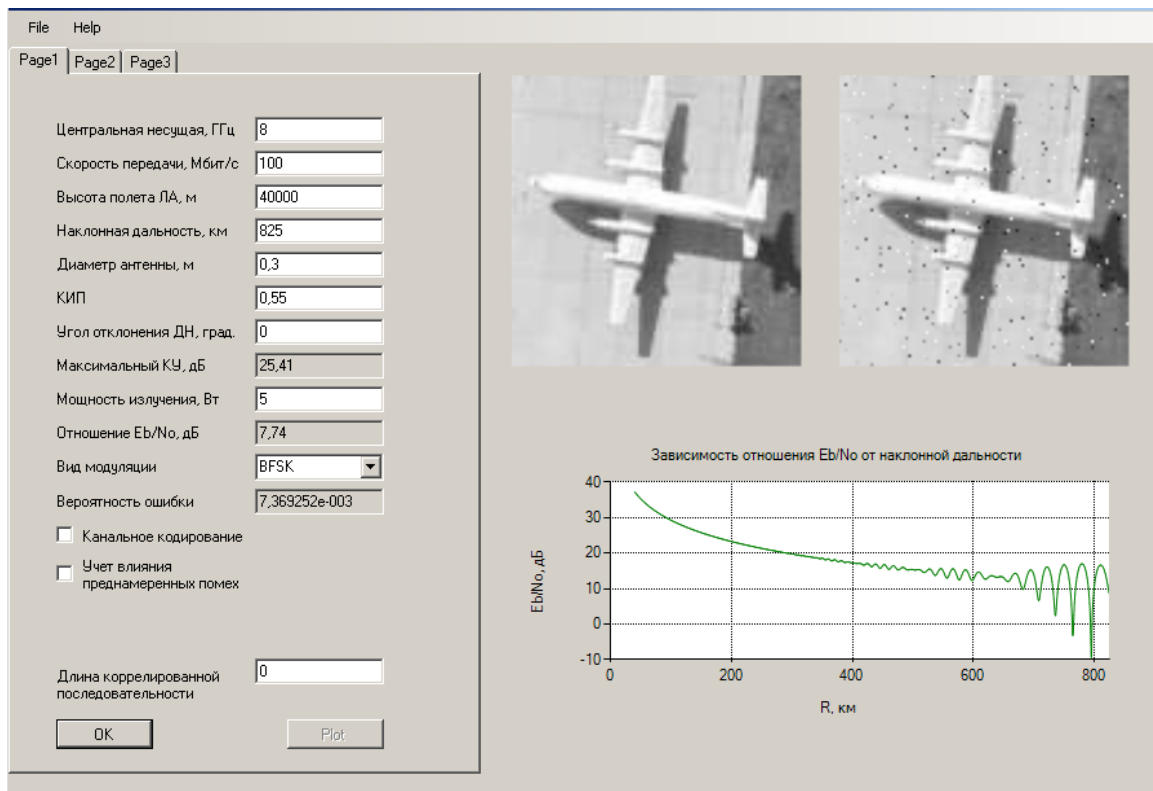 File Help
Page1 Page2 Page3
Центральная несущая, ГГц 8
Скорость передачи, Мбит/с 100
Высота полета ЛА, м 40000
Наклонная дальность, км 825
Диаметр антенны, м 0,3
КИП 0,55
Угол отклонения ДН, град. 0
Максимальный КУ, дБ 25,41
Мощность излучения, Вт 5
Отношение Eb/No, дБ 7,74
Вид модуляции BFSK
Вероятность ошибки 7,369252e-003
Канальное кодирование
Учет влияния
преднамеренных помех
Длина коррелированной 0
последовательности
OK Plot
Зависимость отношения Eb/No от наклонной дальности
Eb/No, дБ
40
30
20
10
0
-10
0 200 400 600 800
R, км